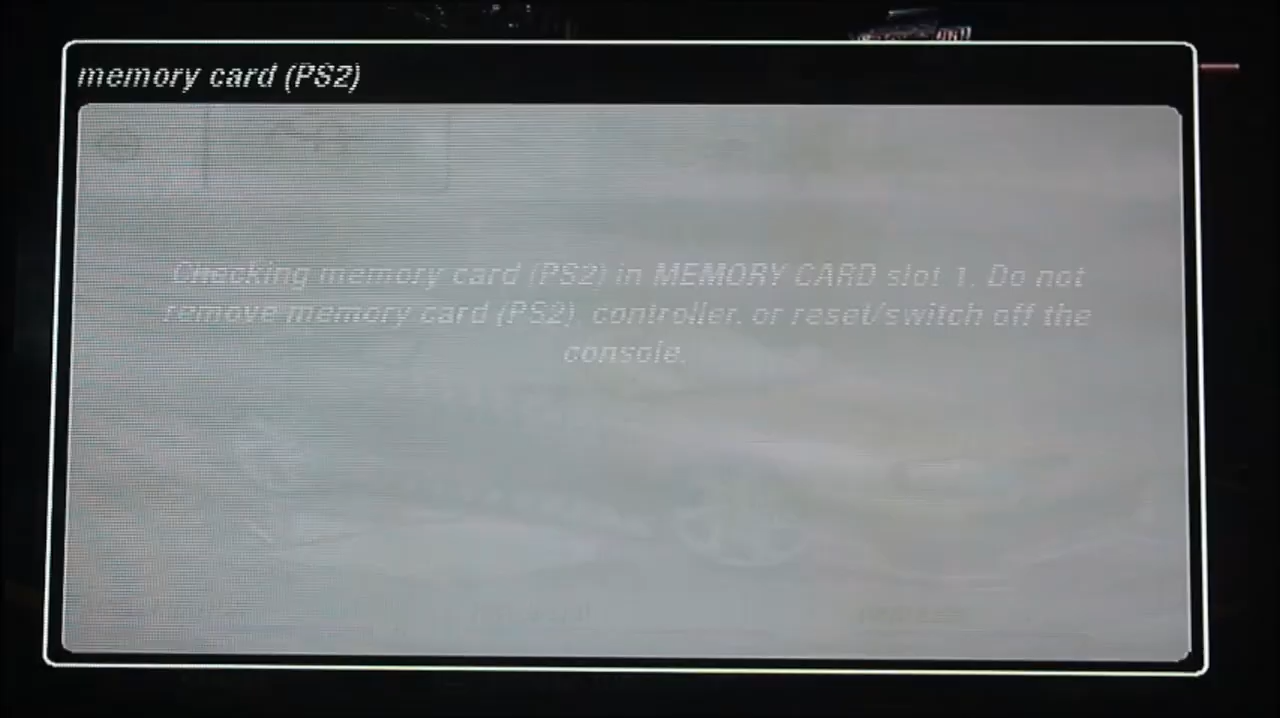 memory card (PS2)
Checking memory card (PS2) in MEMORY CARD slot 1. Do not
remove memory card (PS2), controller, or reset/switch off the
console.